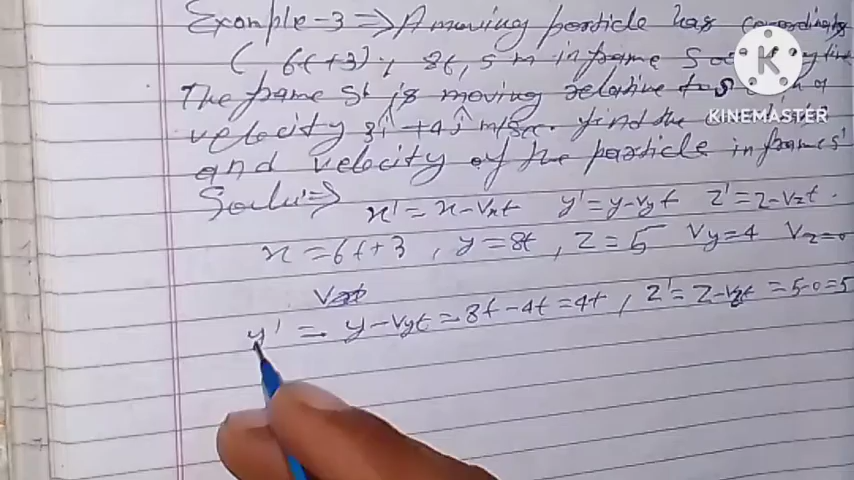 Example-3 ⇒ A moving particle has co-ordinates
( 6t+3), 8t, 5 m in frame S
The frame S' is moving relative to S
velocity 3î +4ĵ m/sec. find the
and velocity of the particle in frame S'
Solu:⇒ x' = x-Vxt y' = y-Vyt z' = z-Vzt.
x = 6t+3 , y = 8t , z = 5 Vy=4 Vz=0
y' = y-Vyt = 8t-4t = 4t , z' = z-Vzt = 5-0=5
K
KINEMASTER